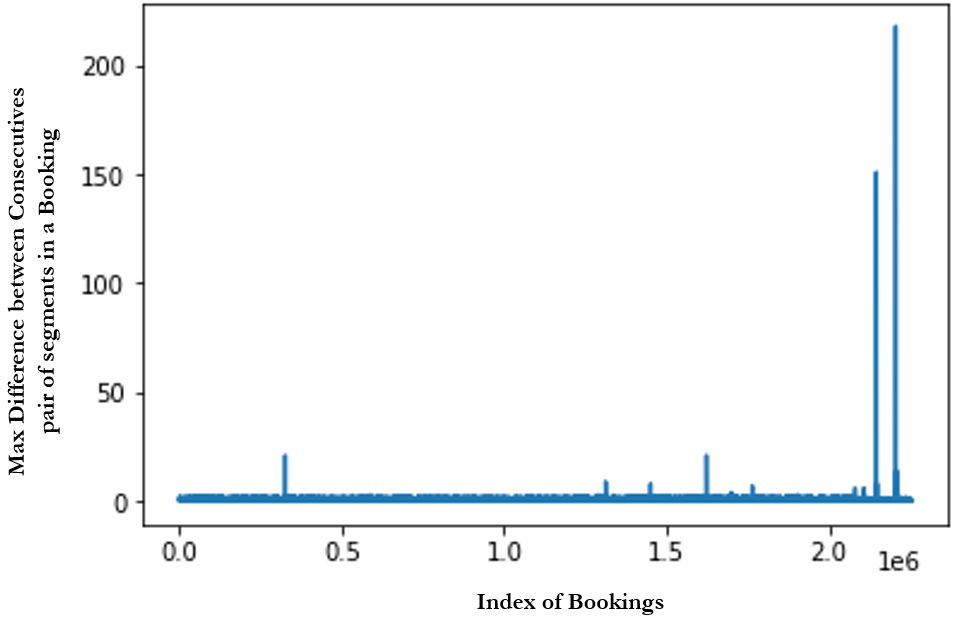 Max Difference between Consecutives
pair of segments in a Booking
200
150
100
50
0
0.0 0.5 1.0 1.5 2.0
1e6
Index of Bookings